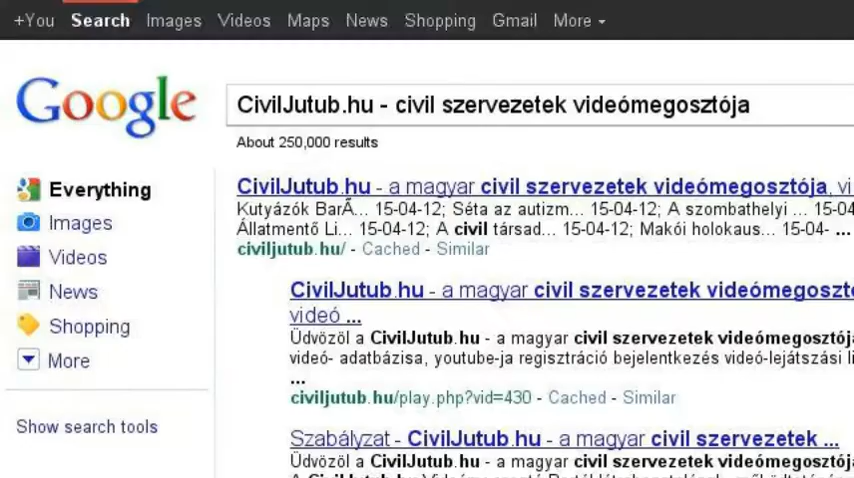 +You Search Images Videos Maps News Shopping Gmail More
Google
CivilJutub.hu - civil szervezetek videómegosztója
About 250,000 results
Everything
Images
Videos
News
Shopping
More
Show search tools
CivilJutub.hu - a magyar civil szervezetek videómegosztója, vi
Kutyázók BarÃ... 15-04-12; Séta az autizm... 15-04-12; A szombathelyi ... 15-04
Állatmentő Li... 15-04-12; A civil társad... 15-04-12; Makói holokaus... 15-04- ...
civiljutub.hu/ - Cached - Similar
CivilJutub.hu - a magyar civil szervezetek videómegoszt
videó ...
Üdvözöl a CivilJutub.hu - a magyar civil szervezetek videómegosztój
videó- adatbázisa, youtube-ja regisztráció bejelentkezés videó-lejátszási li
...
civiljutub.hu/play.php?vid=430 - Cached - Similar
Szabályzat - CivilJutub.hu - a magyar civil szervezetek ...
Üdvözöl a CivilJutub.hu - a magyar civil szervezetek videómegosztój